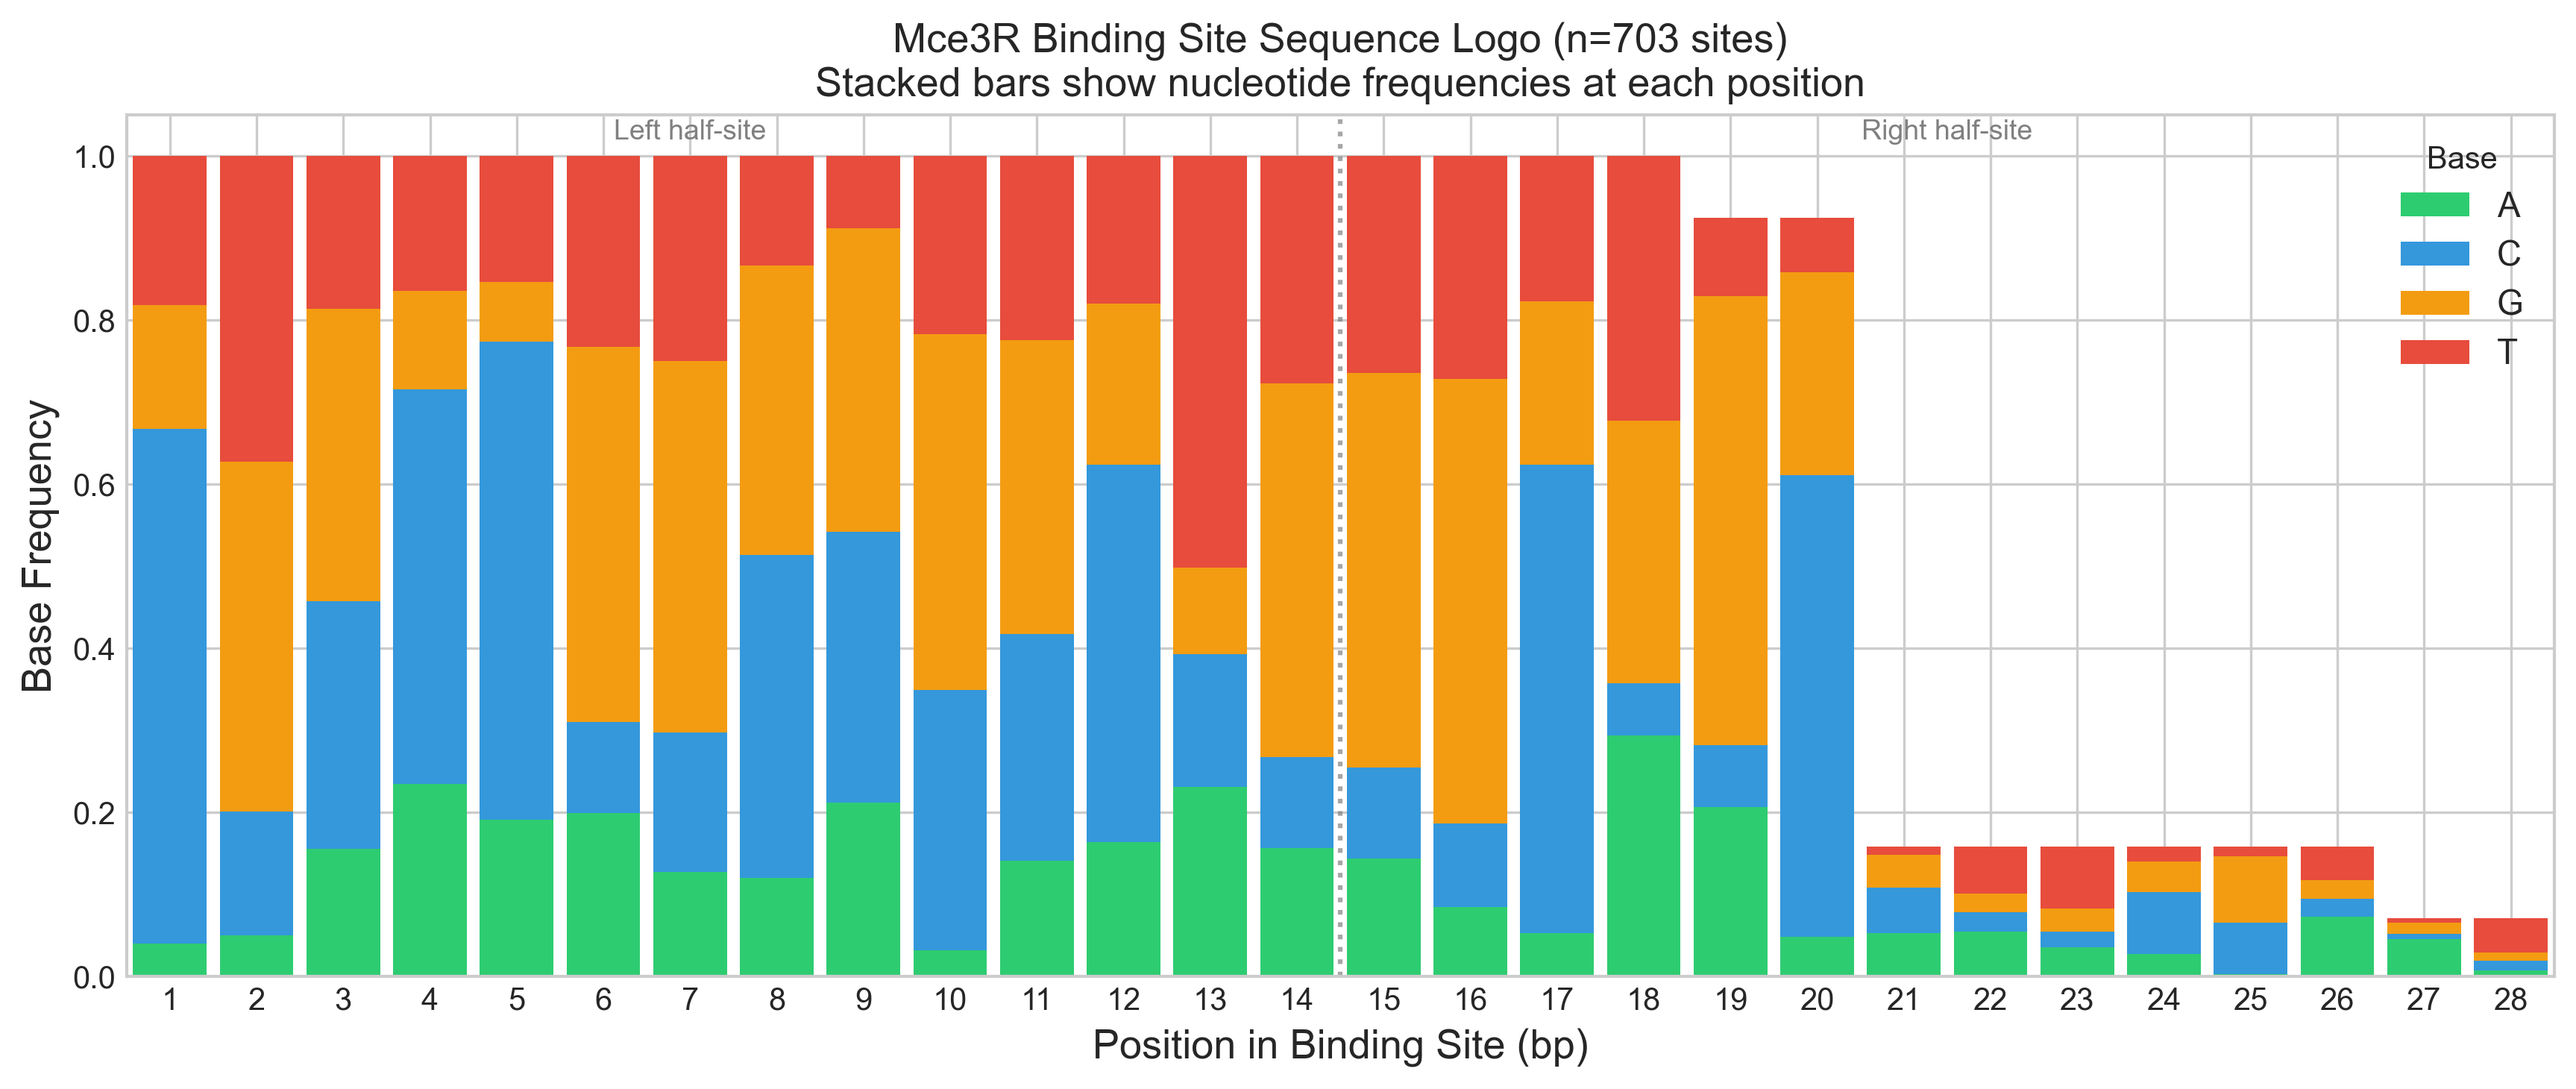 Mce3R Binding Site Sequence Logo (n=703 sites)
Stacked bars show nucleotide frequencies at each position
Left half-site
Right half-site
Base
A
C
G
T
Base Frequency
1.0
0.8
0.6
0.4
0.2
0.0
1 2 3 4 5 6 7 8 9 10 11 12 13 14 15 16 17 18 19 20 21 22 23 24 25 26 27 28
Position in Binding Site (bp)